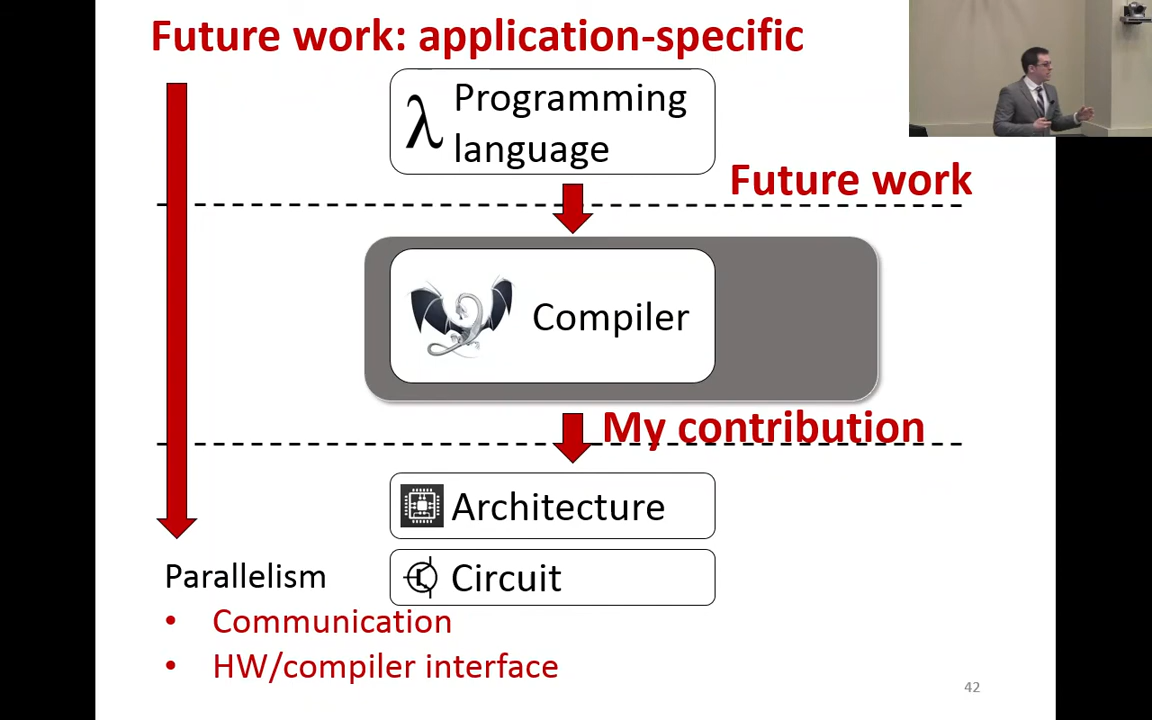 Future work: application-specific
λ Programming
language
Future work
Compiler
My contribution
Architecture
Parallelism
Circuit
• Communication
• HW/compiler interface
42